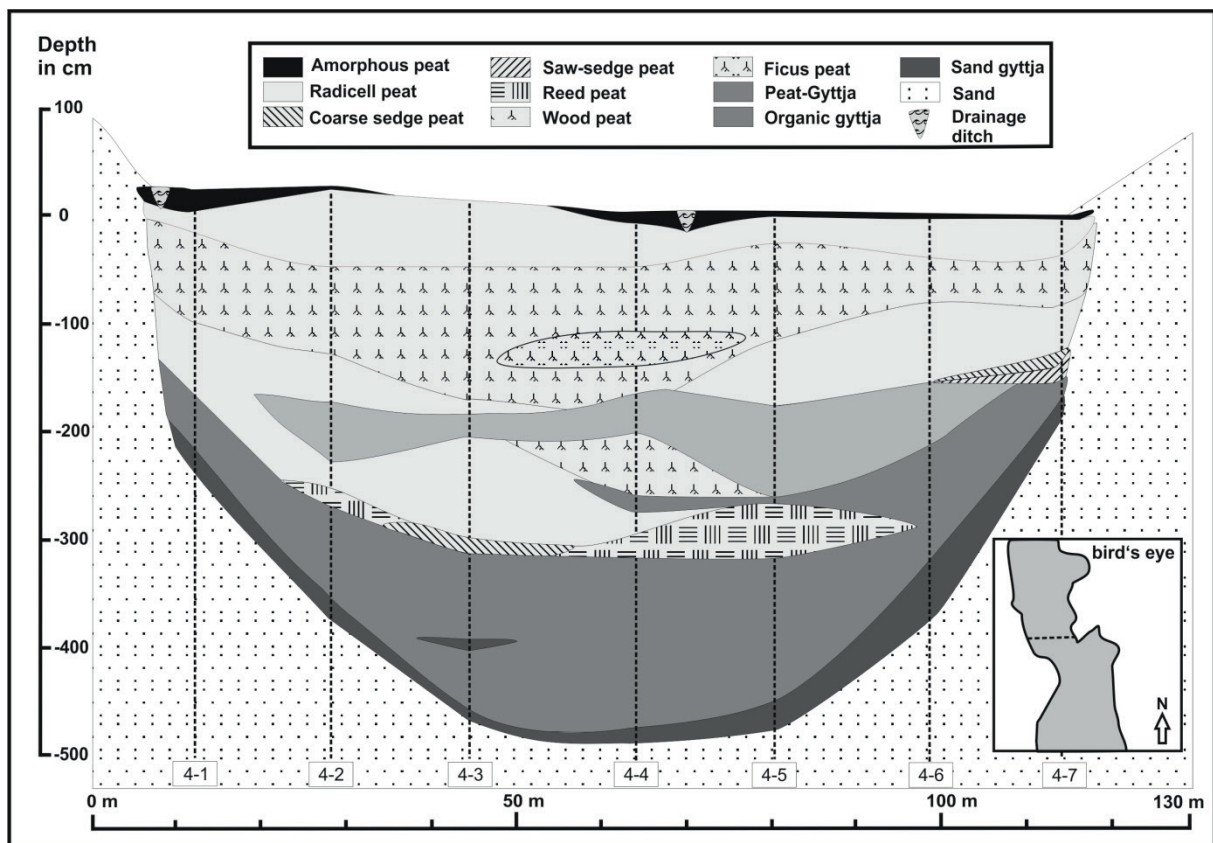 Depth
in cm
Amorphous peat
Radicell peat
Coarse sedge peat
Saw-sedge peat
Reed peat
Wood peat
Ficus peat
Peat-Gyttja
Organic gyttja
Sand gyttja
Sand
Drainage
ditch
100
0
-100
-200
-300
-400
-500
bird's eye
N
4-1
4-2
4-3
4-4
4-5
4-6
4-7
0 m
50 m
100 m
130 m